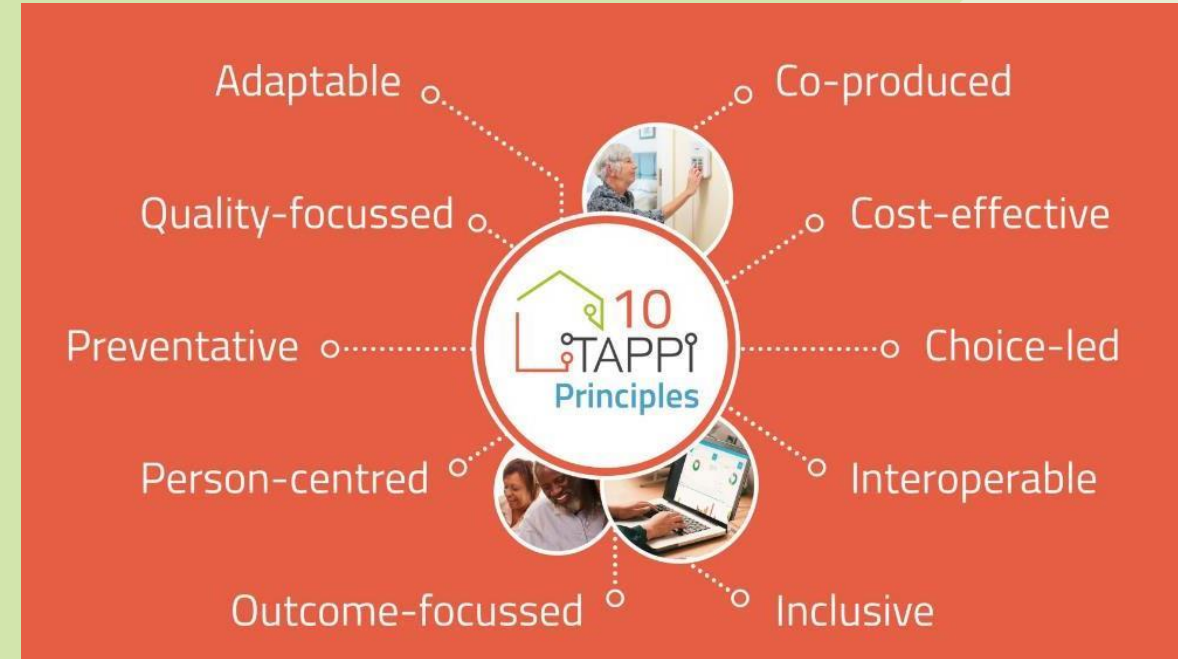 Adaptable
Co-produced
Quality-focussed
Cost-effective
10
TAPPI
Principles
Preventative
Choice-led
Person-centred
Interoperable
Outcome-focussed
Inclusive